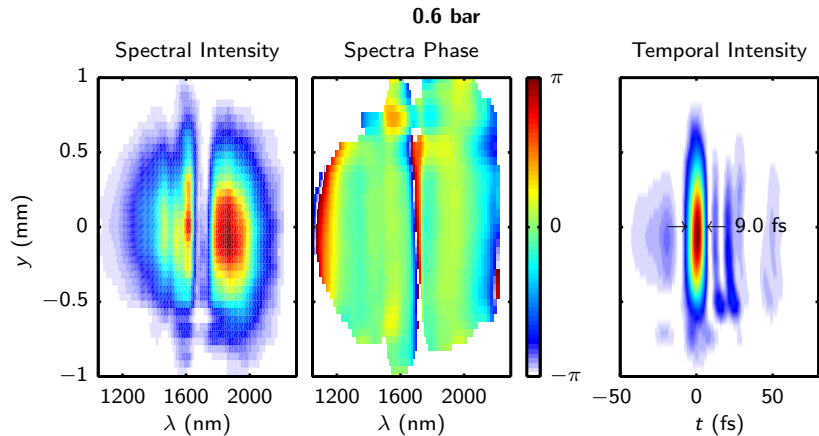 0.6 bar
Spectral Intensity
Spectra Phase
Temporal Intensity
1
0.5
0
−0.5
−1
y (mm)
1200 1600 2000
λ (nm)
1200 1600 2000
λ (nm)
π
0
−π
9.0 fs
−50 0 50
t (fs)